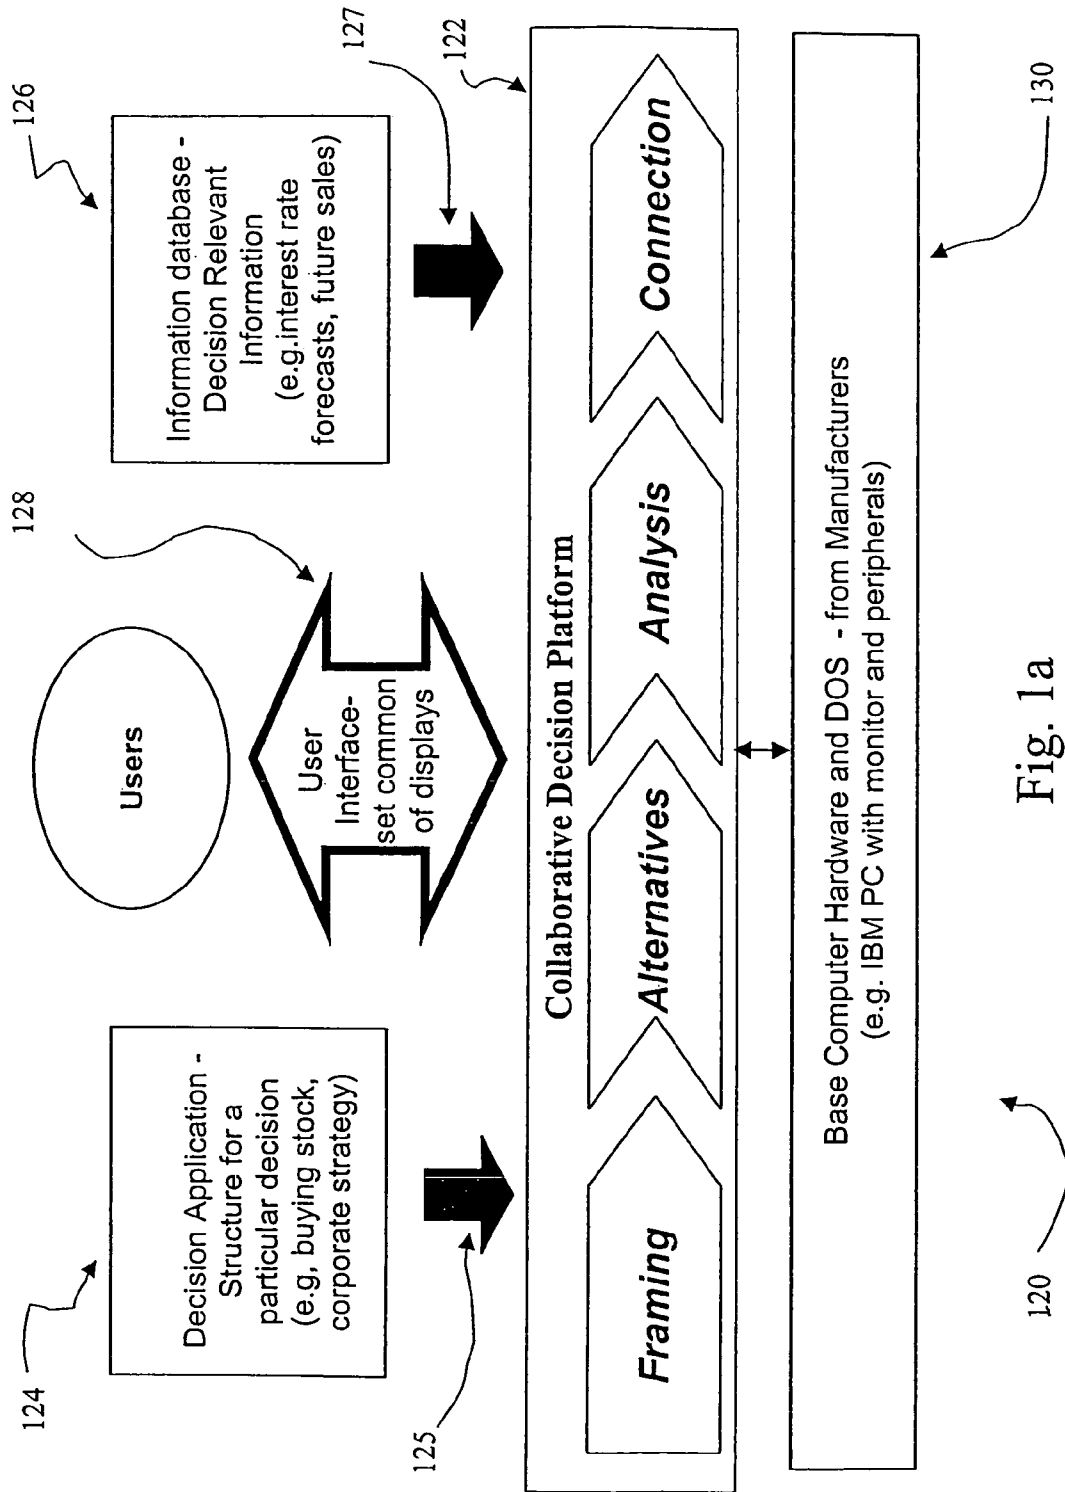 124
Decision Application -
Structure for a
particular decision
(e.g, buying stock,
corporate strategy)
125
Users
User
Interface-
set common
of displays
128
126
Information database -
Decision Relevant
Information
(e.g.interest rate
forecasts, future sales)
127
122
Collaborative Decision Platform
Framing
Alternatives
Analysis
Connection
Base Computer Hardware and DOS - from Manufacturers
(e.g. IBM PC with monitor and peripherals)
120
130
Fig. 1a